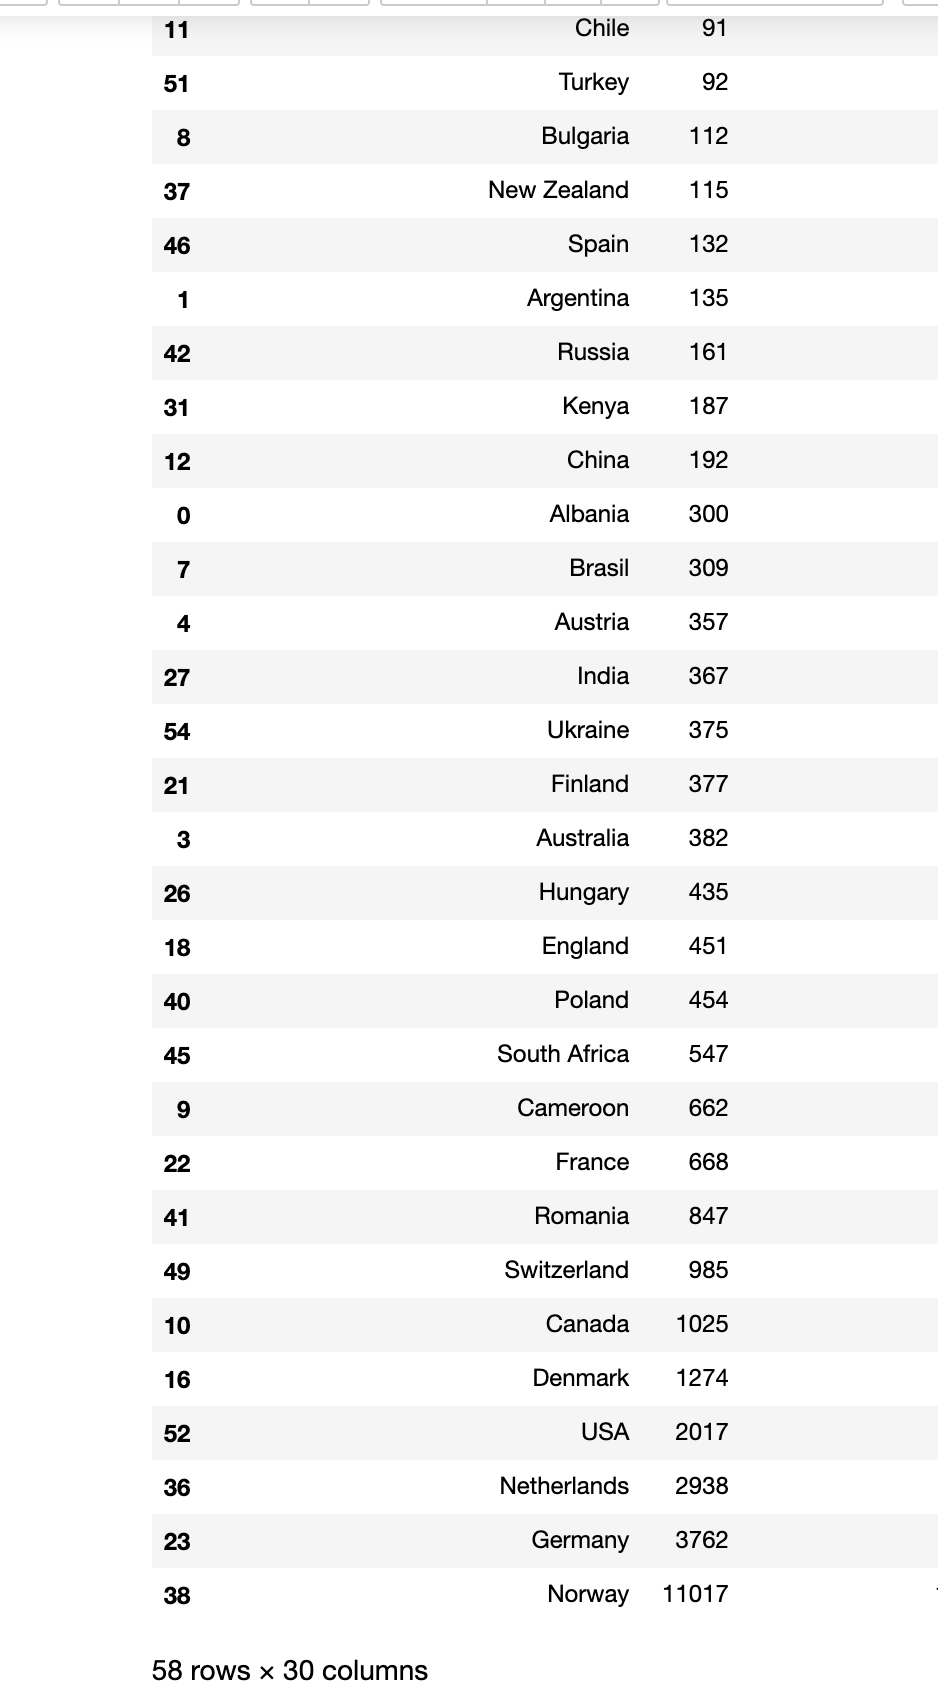 11 Chile 91
51 Turkey 92
8 Bulgaria 112
37 New Zealand 115
46 Spain 132
1 Argentina 135
42 Russia 161
31 Kenya 187
12 China 192
0 Albania 300
7 Brasil 309
4 Austria 357
27 India 367
54 Ukraine 375
21 Finland 377
3 Australia 382
26 Hungary 435
18 England 451
40 Poland 454
45 South Africa 547
9 Cameroon 662
22 France 668
41 Romania 847
49 Switzerland 985
10 Canada 1025
16 Denmark 1274
52 USA 2017
36 Netherlands 2938
23 Germany 3762
38 Norway 11017
58 rows × 30 columns